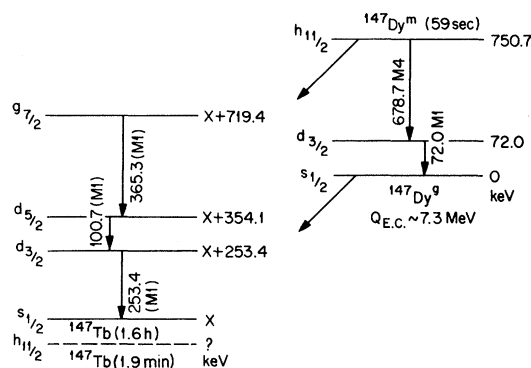 h11/2
147Dym (59 sec)
750.7
678.7 M4
d3/2
72.0 M1
72.0
s1/2
0
147Dyg
keV
QE.C. ~ 7.3 MeV
g7/2
X+719.4
365.3 (M1)
d5/2
X+354.1
100.7 (M1)
d3/2
X+253.4
253.4
(M1)
s1/2
X
147Tb (1.6 h)
h11/2
?
147Tb (1.9 min)
keV